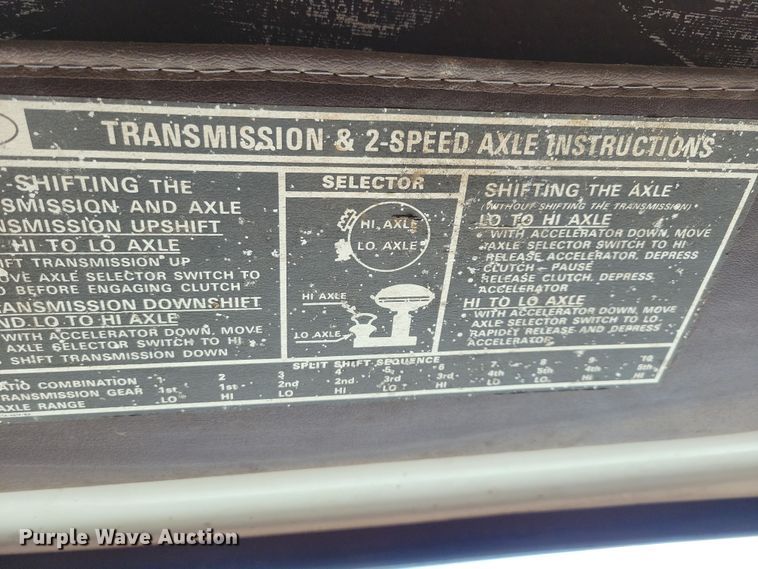 TRANSMISSION & 2-SPEED AXLE INSTRUCTIONS
-SHIFTING THE
NSMISSION AND AXLE
NSMISSION UPSHIFT
HI TO LO AXLE
IFT TRANSMISSION UP
OVE AXLE SELECTOR SWITCH TO
BEFORE ENGAGING CLUTCH
TRANSMISSION DOWNSHIFT
ND LO TO HI AXLE
WITH ACCELERATOR DOWN, MOVE
AXLE SELECTOR SWITCH TO HI
SHIFT TRANSMISSION DOWN
SELECTOR
HI AXLE
LO AXLE
HI AXLE
LO AXLE
SHIFTING THE AXLE
(WITHOUT SHIFTING THE TRANSMISSION)
LO TO HI AXLE
• WITH ACCELERATOR DOWN, MOVE
AXLE SELECTOR SWITCH TO HI
• RELEASE ACCELERATOR, DEPRESS
CLUTCH - PAUSE
• RELEASE CLUTCH, DEPRESS
ACCELERATOR
HI TO LO AXLE
• WITH ACCELERATOR DOWN, MOVE
AXLE SELECTOR SWITCH TO LO
• RAPIDLY RELEASE AND DEPRESS
ACCELERATOR
SPLIT SHIFT SEQUENCE
ATIO COMBINATION 1 2 3 4 5 6 7 8 9 10
TRANSMISSION GEAR 1st 1st 2nd 2nd 3rd 3rd 4th 5th 4th 5th
AXLE RANGE LO HI LO HI LO HI LO LO HI HI
Purple Wave Auction